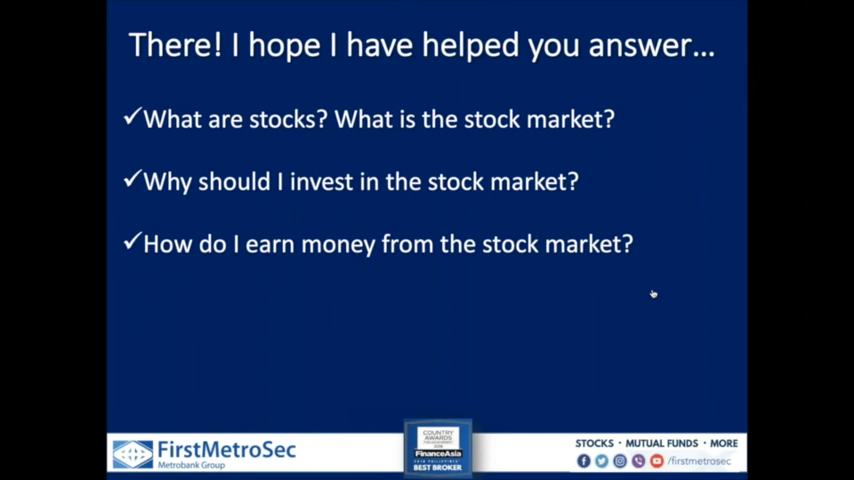 There! I hope I have helped you answer...
✓What are stocks? What is the stock market?
✓Why should I invest in the stock market?
✓How do I earn money from the stock market?
FirstMetroSec
Metrobank Group
COUNTRY
AWARDS
FinanceAsia
BEST BROKER
STOCKS · MUTUAL FUNDS · MORE
/firstmetrosec